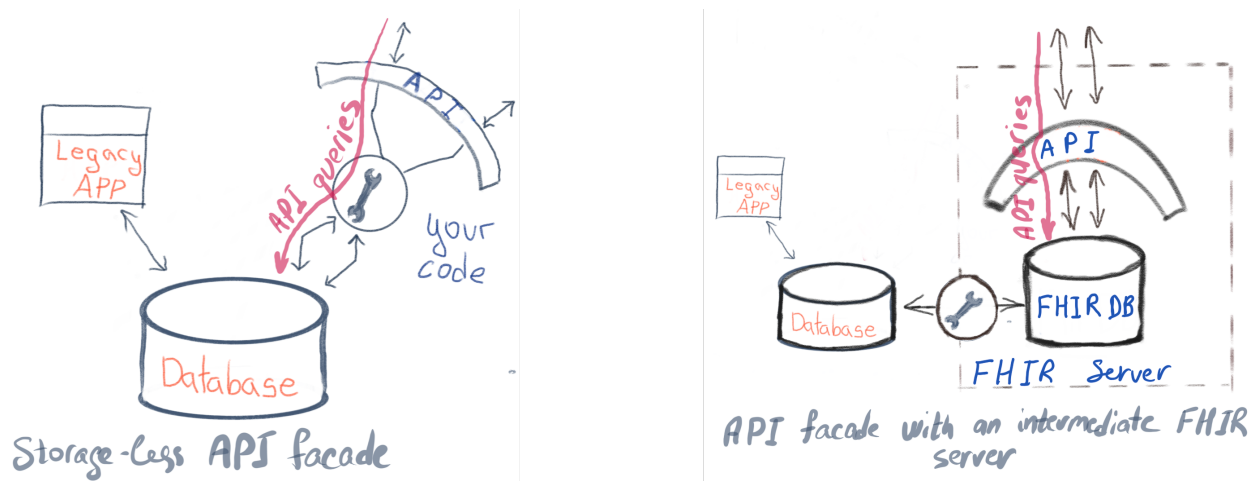 API
API queries
Legacy
APP
your
code
Database
Storage-less API facade
API queries
API
Legacy
APP
Database
FHIR DB
FHIR Server
API facade with an intermediate FHIR
server